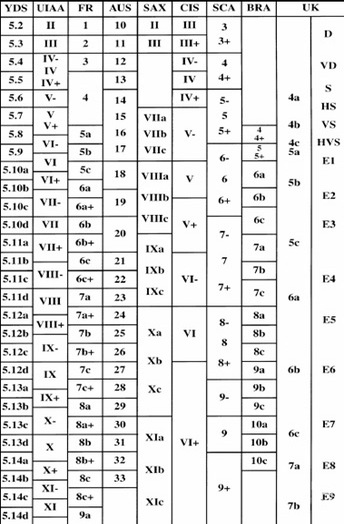 YDS UIAA FR AUS SAX CIS SCA BRA UK
5.2 II 1 10 II III 3
5.3 III 2 11 III III+ 3+ D
5.4 IV- 3 12 IV- 4 VD
5.5 IV IV+ 4 13 IV 4+ S
5.6 V- 14 IV+ 5- 4a HS
5.7 V 15 VIIa 5
5.8 V+ 5a 16 VIIb 5+ 4 4+ 4b VS
5.9 VI- 5b 17 VIIc V 6- 5 5+ 4c 5a HVS
5.10a VI 5c 18 VIIIa 6 6a E1
5.10b VI+ 6a 5b
5.10c VII- 6a+ 19 VIIIb 6+ 6b E2
5.10d VII 6b VIIIc V+ 6c E3
5.11a VII+ 6b+ 20 IXa 7- 7a 5c
5.11b 6c 21 IXb VI- 7 7b
5.11c VIII- 6c+ 22 IXc 7+ 7c E4
5.11d VIII 7a 23 6a
5.12a VIII+ 7a+ 24 Xa VI 8- 8a E5
5.12b 7b 25 8 8b
5.12c IX- 7b+ 26 Xb 8+ 8c
5.12d IX 7c 27 VI+ 9a 6b E6
5.13a IX+ 7c+ 28 Xc 9- 9b
5.13b 8a 29 9c
5.13c X- 8a+ 30 XIa 9 10a 6c E7
5.13d X 8b 31 10b
5.14a X+ 8b+ 32 XIb 9+ 10c 7a E8
5.14b 8c 33
5.14c XI- 8c+ XIc 7b E9
5.14d XI 9a